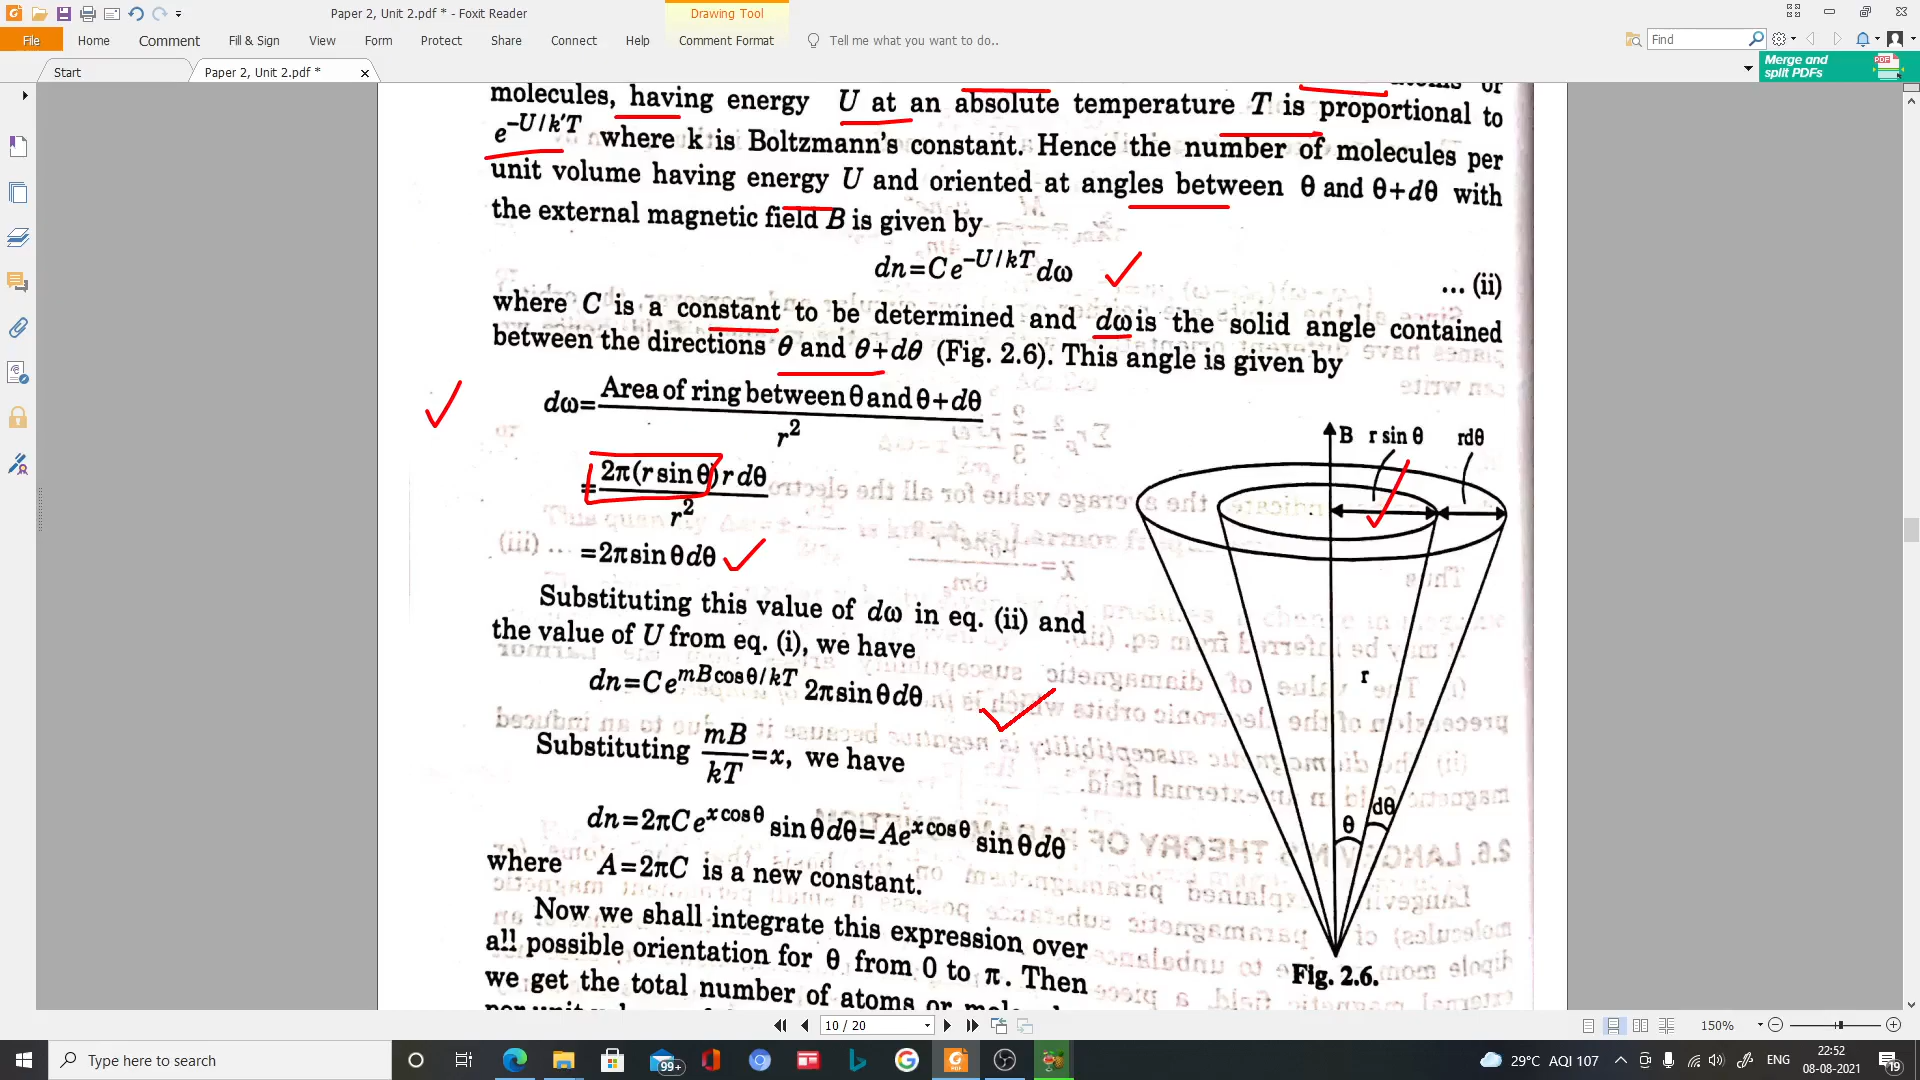 Paper 2, Unit 2.pdf * - Foxit Reader
Drawing Tool
File Home Comment Fill & Sign View Form Protect Share Connect Help Comment Format Tell me what you want to do.. Find
Start Paper 2, Unit 2.pdf * Merge and split PDFs
molecules, having energy U at an absolute temperature T is proportional to
e^{-U/kT} where k is Boltzmann's constant. Hence the number of molecules per
unit volume having energy U and oriented at angles between θ and θ+dθ with
the external magnetic field B is given by
dn=Ce^{-U/kT} dω ... (ii)
where C is a constant to be determined and dω is the solid angle contained
between the directions θ and θ+dθ (Fig. 2.6). This angle is given by
dω= Area of ring between θ and θ+dθ / r²
= 2π(r sin θ) r dθ / r²
=2π sin θ dθ
Substituting this value of dω in eq. (ii) and
the value of U from eq. (i), we have
dn=Ce^{mB cos θ/kT} 2π sin θ dθ
Substituting mB/kT =x, we have
dn=2πCe^{x cos θ} sin θ dθ=Ae^{x cos θ} sin θ dθ
where A=2πC is a new constant.
Now we shall integrate this expression over
all possible orientation for θ from 0 to π. Then
we get the total number of atoms or
B r sin θ rdθ
r
θ dθ
Fig. 2.6.
10 / 20
150%
Type here to search
99+
29°C AQI 107
ENG
22:52
08-08-2021
19